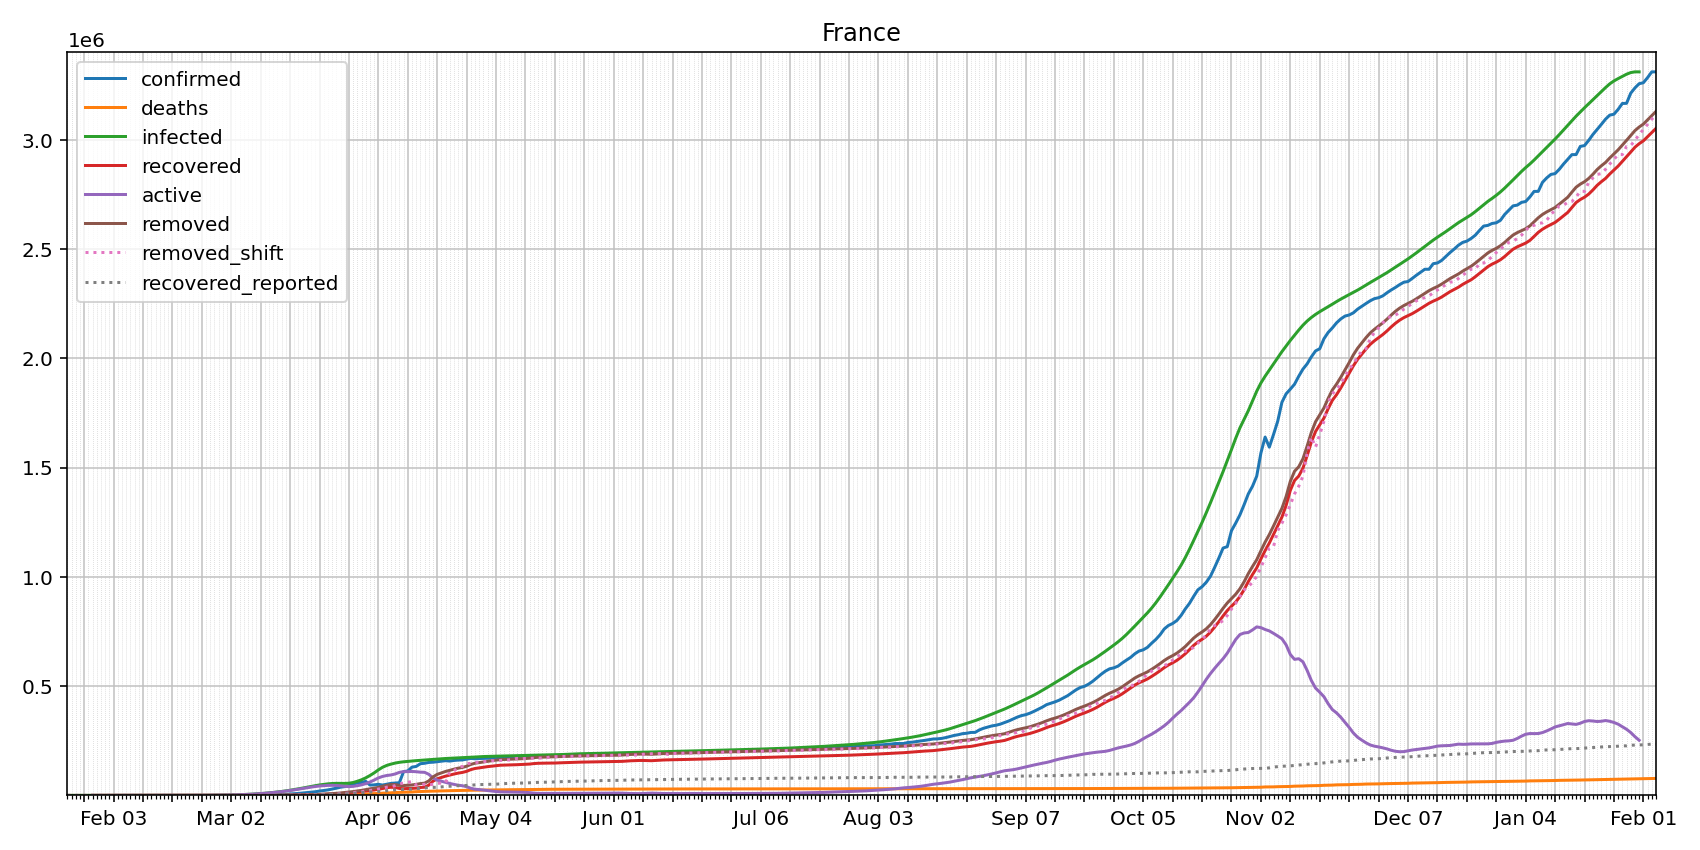 France
1e6
confirmed
deaths
infected
recovered
active
removed
removed_shift
recovered_reported
3.0
2.5
2.0
1.5
1.0
0.5
Feb 03 Mar 02 Apr 06 May 04 Jun 01 Jul 06 Aug 03 Sep 07 Oct 05 Nov 02 Dec 07 Jan 04 Feb 01